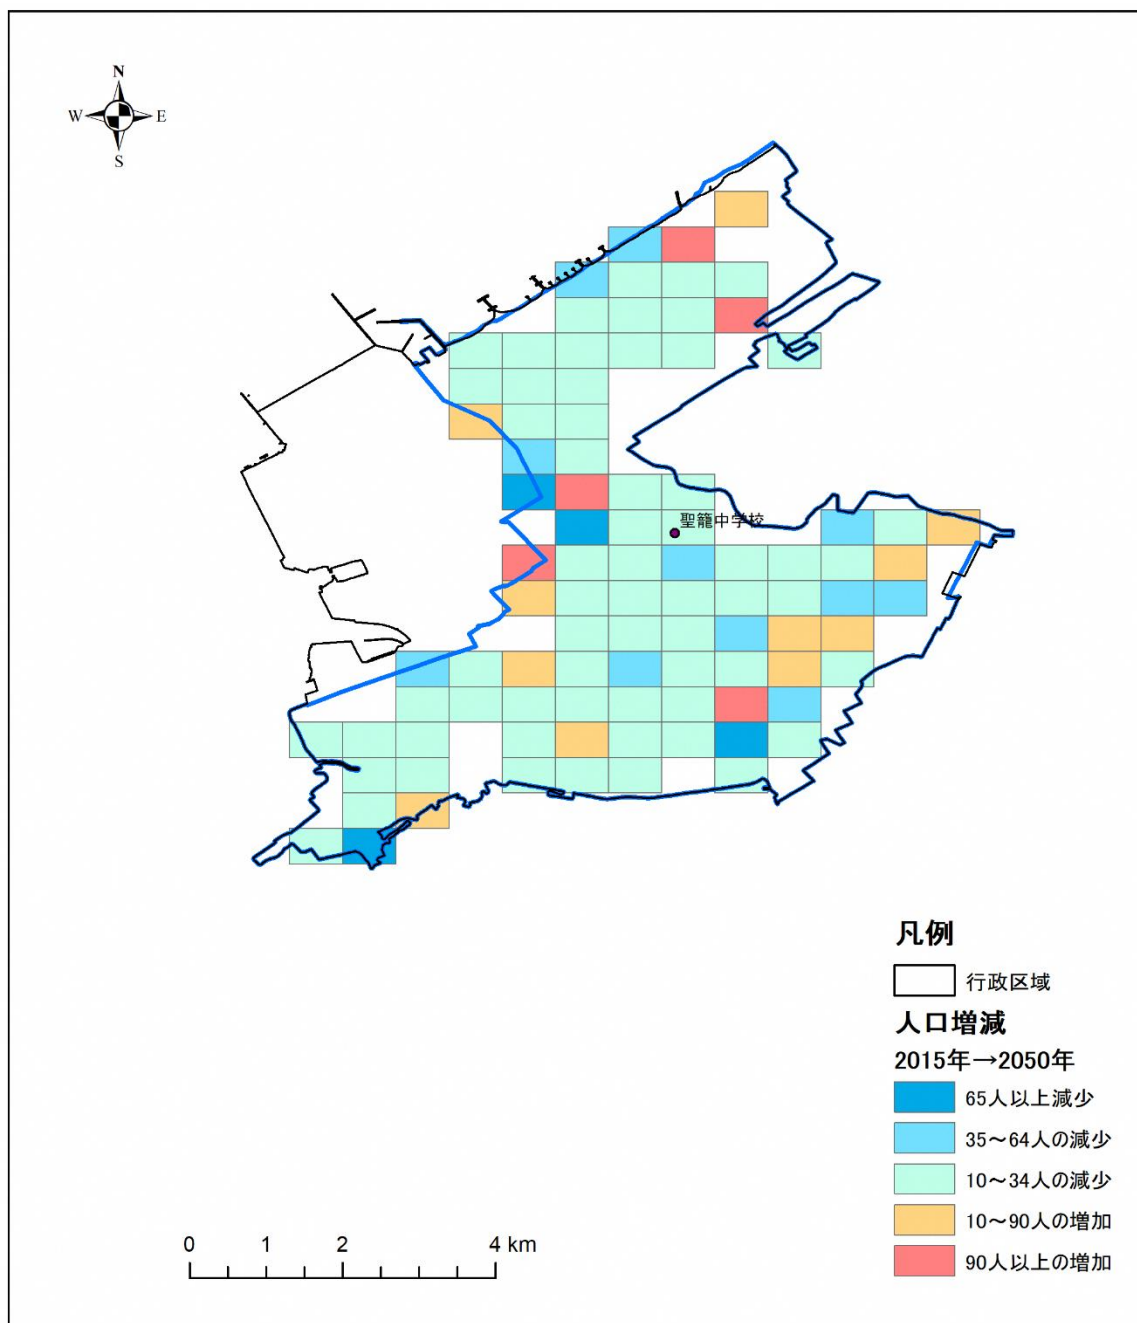 N
W E
S
聖籠中学校
凡例
行政区域
人口増減
2015年→2050年
65人以上減少
35～64人の減少
10～34人の減少
10～90人の増加
90人以上の増加
0 1 2 4 km